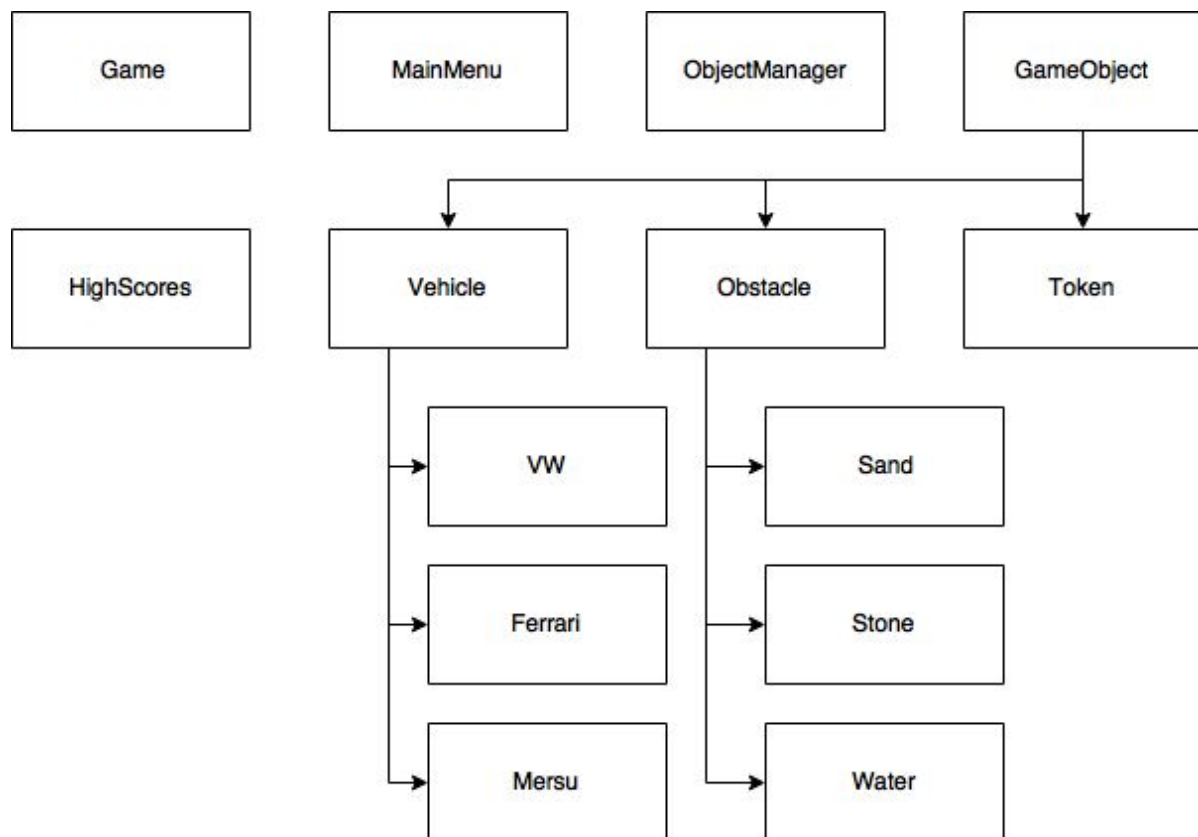 Game
MainMenu
ObjectManager
GameObject
HighScores
Vehicle
Obstacle
Token
VW
Sand
Ferrari
Stone
Mersu
Water